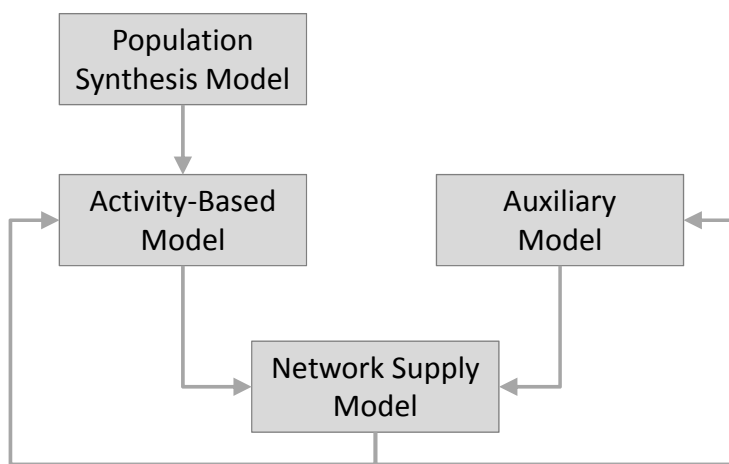 Population
Synthesis Model
Activity-Based
Model
Auxiliary
Model
Network Supply
Model